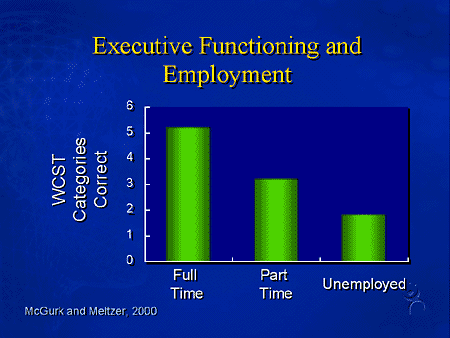 Executive Functioning and
Employment
WCST
Categories
Correct
6
5
4
3
2
1
0
Full
Time
Part
Time
Unemployed
McGurk and Meltzer, 2000